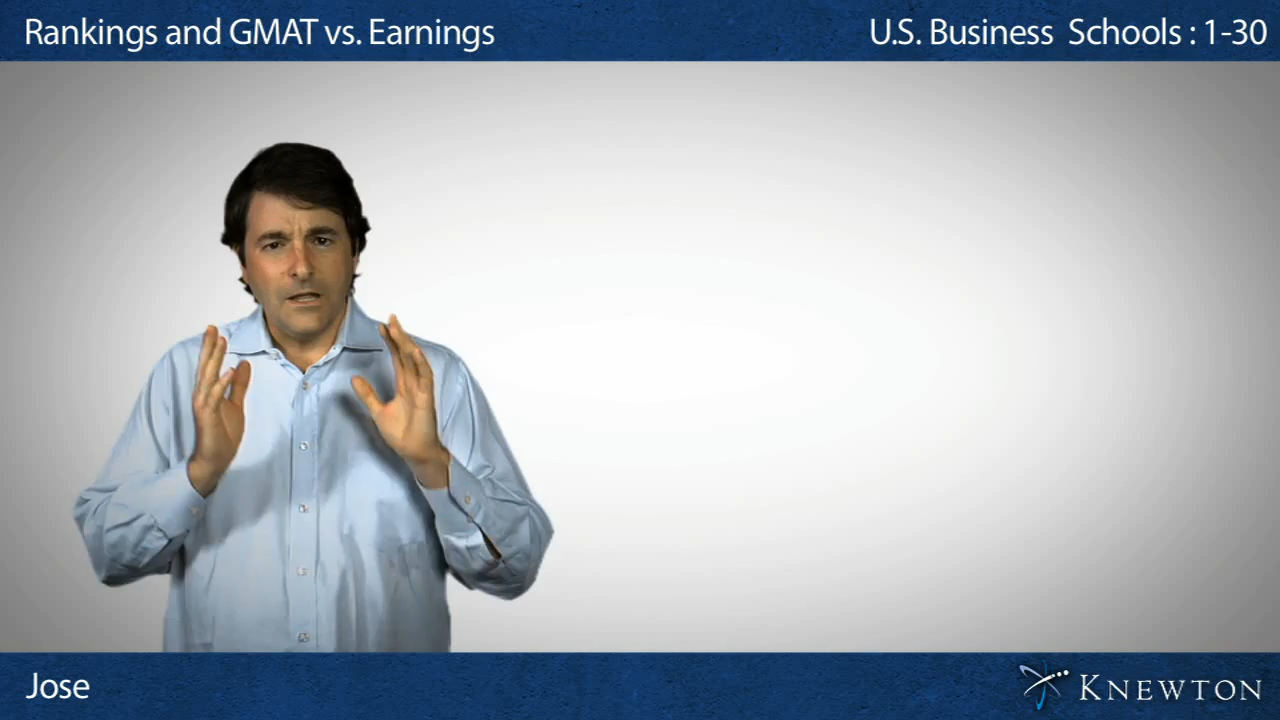 Rankings and GMAT vs. Earnings
U.S. Business Schools : 1-30
Jose
KNEWTON